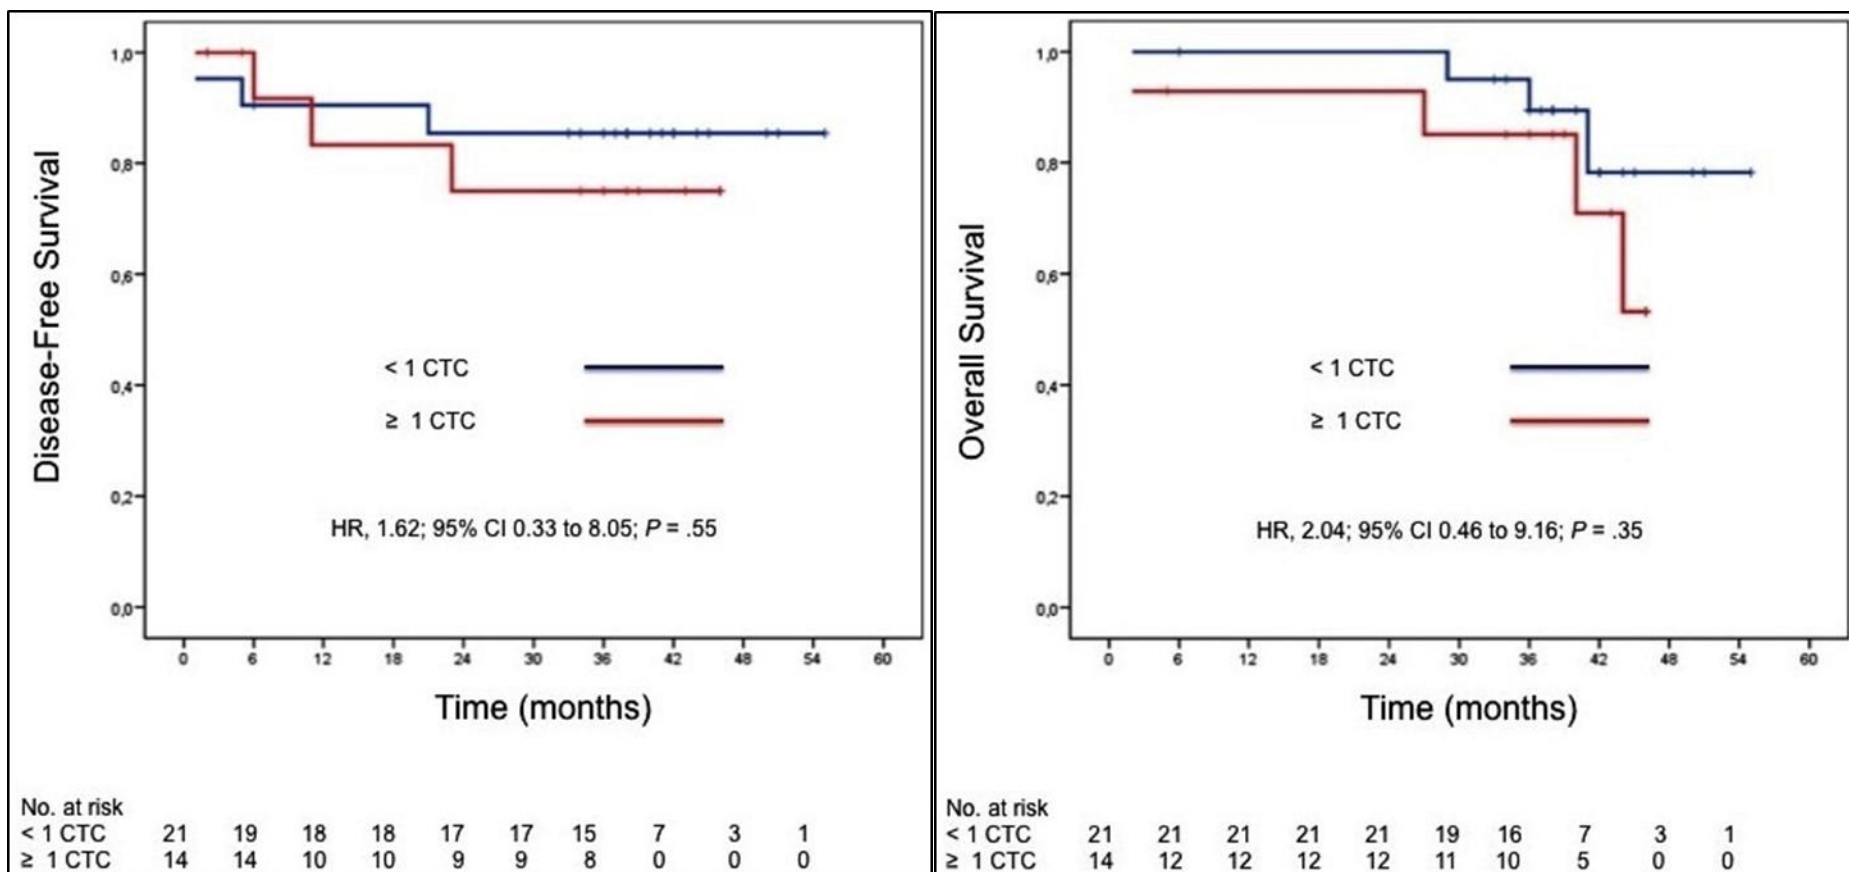 Disease-Free Survival
1,0
0,8
0,6
0,4
0,2
0,0
< 1 CTC
≥ 1 CTC
HR, 1.62; 95% CI 0.33 to 8.05; P = .55
0 6 12 18 24 30 36 42 48 54 60
Time (months)
No. at risk
< 1 CTC 21 19 18 18 17 17 15 7 3 1
≥ 1 CTC 14 14 10 10 9 9 8 0 0 0
Overall Survival
1,0
0,8
0,6
0,4
0,2
0,0
< 1 CTC
≥ 1 CTC
HR, 2.04; 95% CI 0.46 to 9.16; P = .35
0 6 12 18 24 30 36 42 48 54 60
Time (months)
No. at risk
< 1 CTC 21 21 21 21 21 19 16 7 3 1
≥ 1 CTC 14 12 12 12 12 11 10 5 0 0